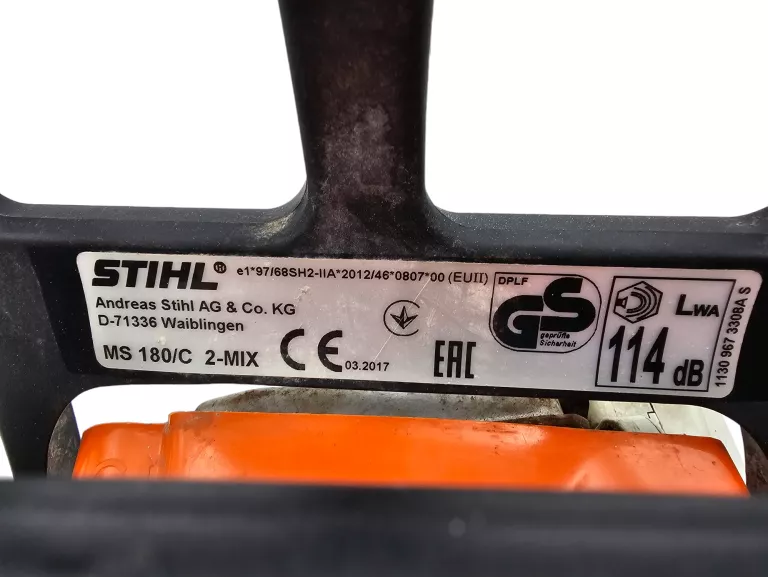 STIHL® e1*97/68SH2-IIA*2012/46*0807*00 (EUII)
Andreas Stihl AG & Co. KG
D-71336 Waiblingen
MS 180/C 2-MIX CE 03.2017
EAC
DPLF
GS
geprüfte
Sicherheit
LWA
114 dB
1130 967 3308A S